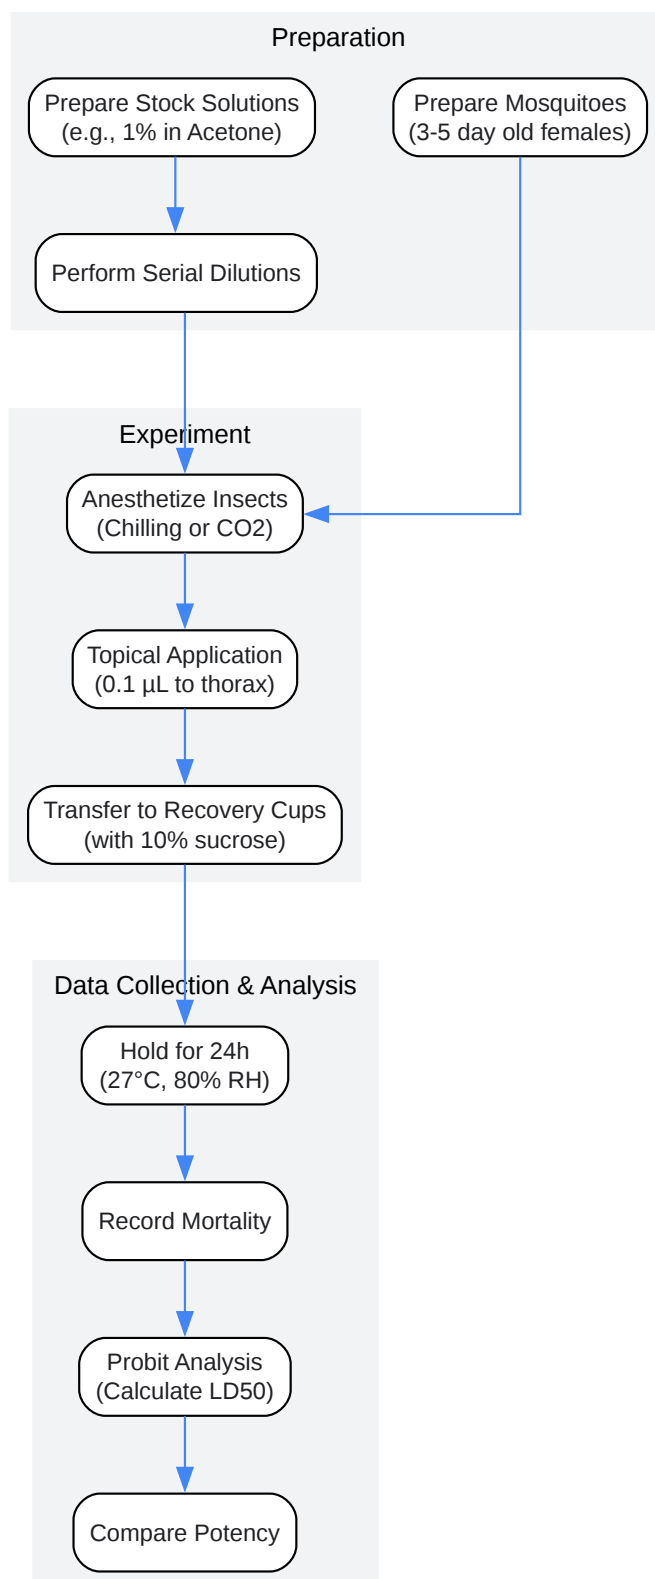 Preparation
Prepare Stock Solutions
(e.g., 1% in Acetone)
Prepare Mosquitoes
(3-5 day old females)
Perform Serial Dilutions
Experiment
Anesthetize Insects
(Chilling or CO2)
Topical Application
(0.1 µL to thorax)
Transfer to Recovery Cups
(with 10% sucrose)
Data Collection & Analysis
Hold for 24h
(27°C, 80% RH)
Record Mortality
Probit Analysis
(Calculate LD50)
Compare Potency